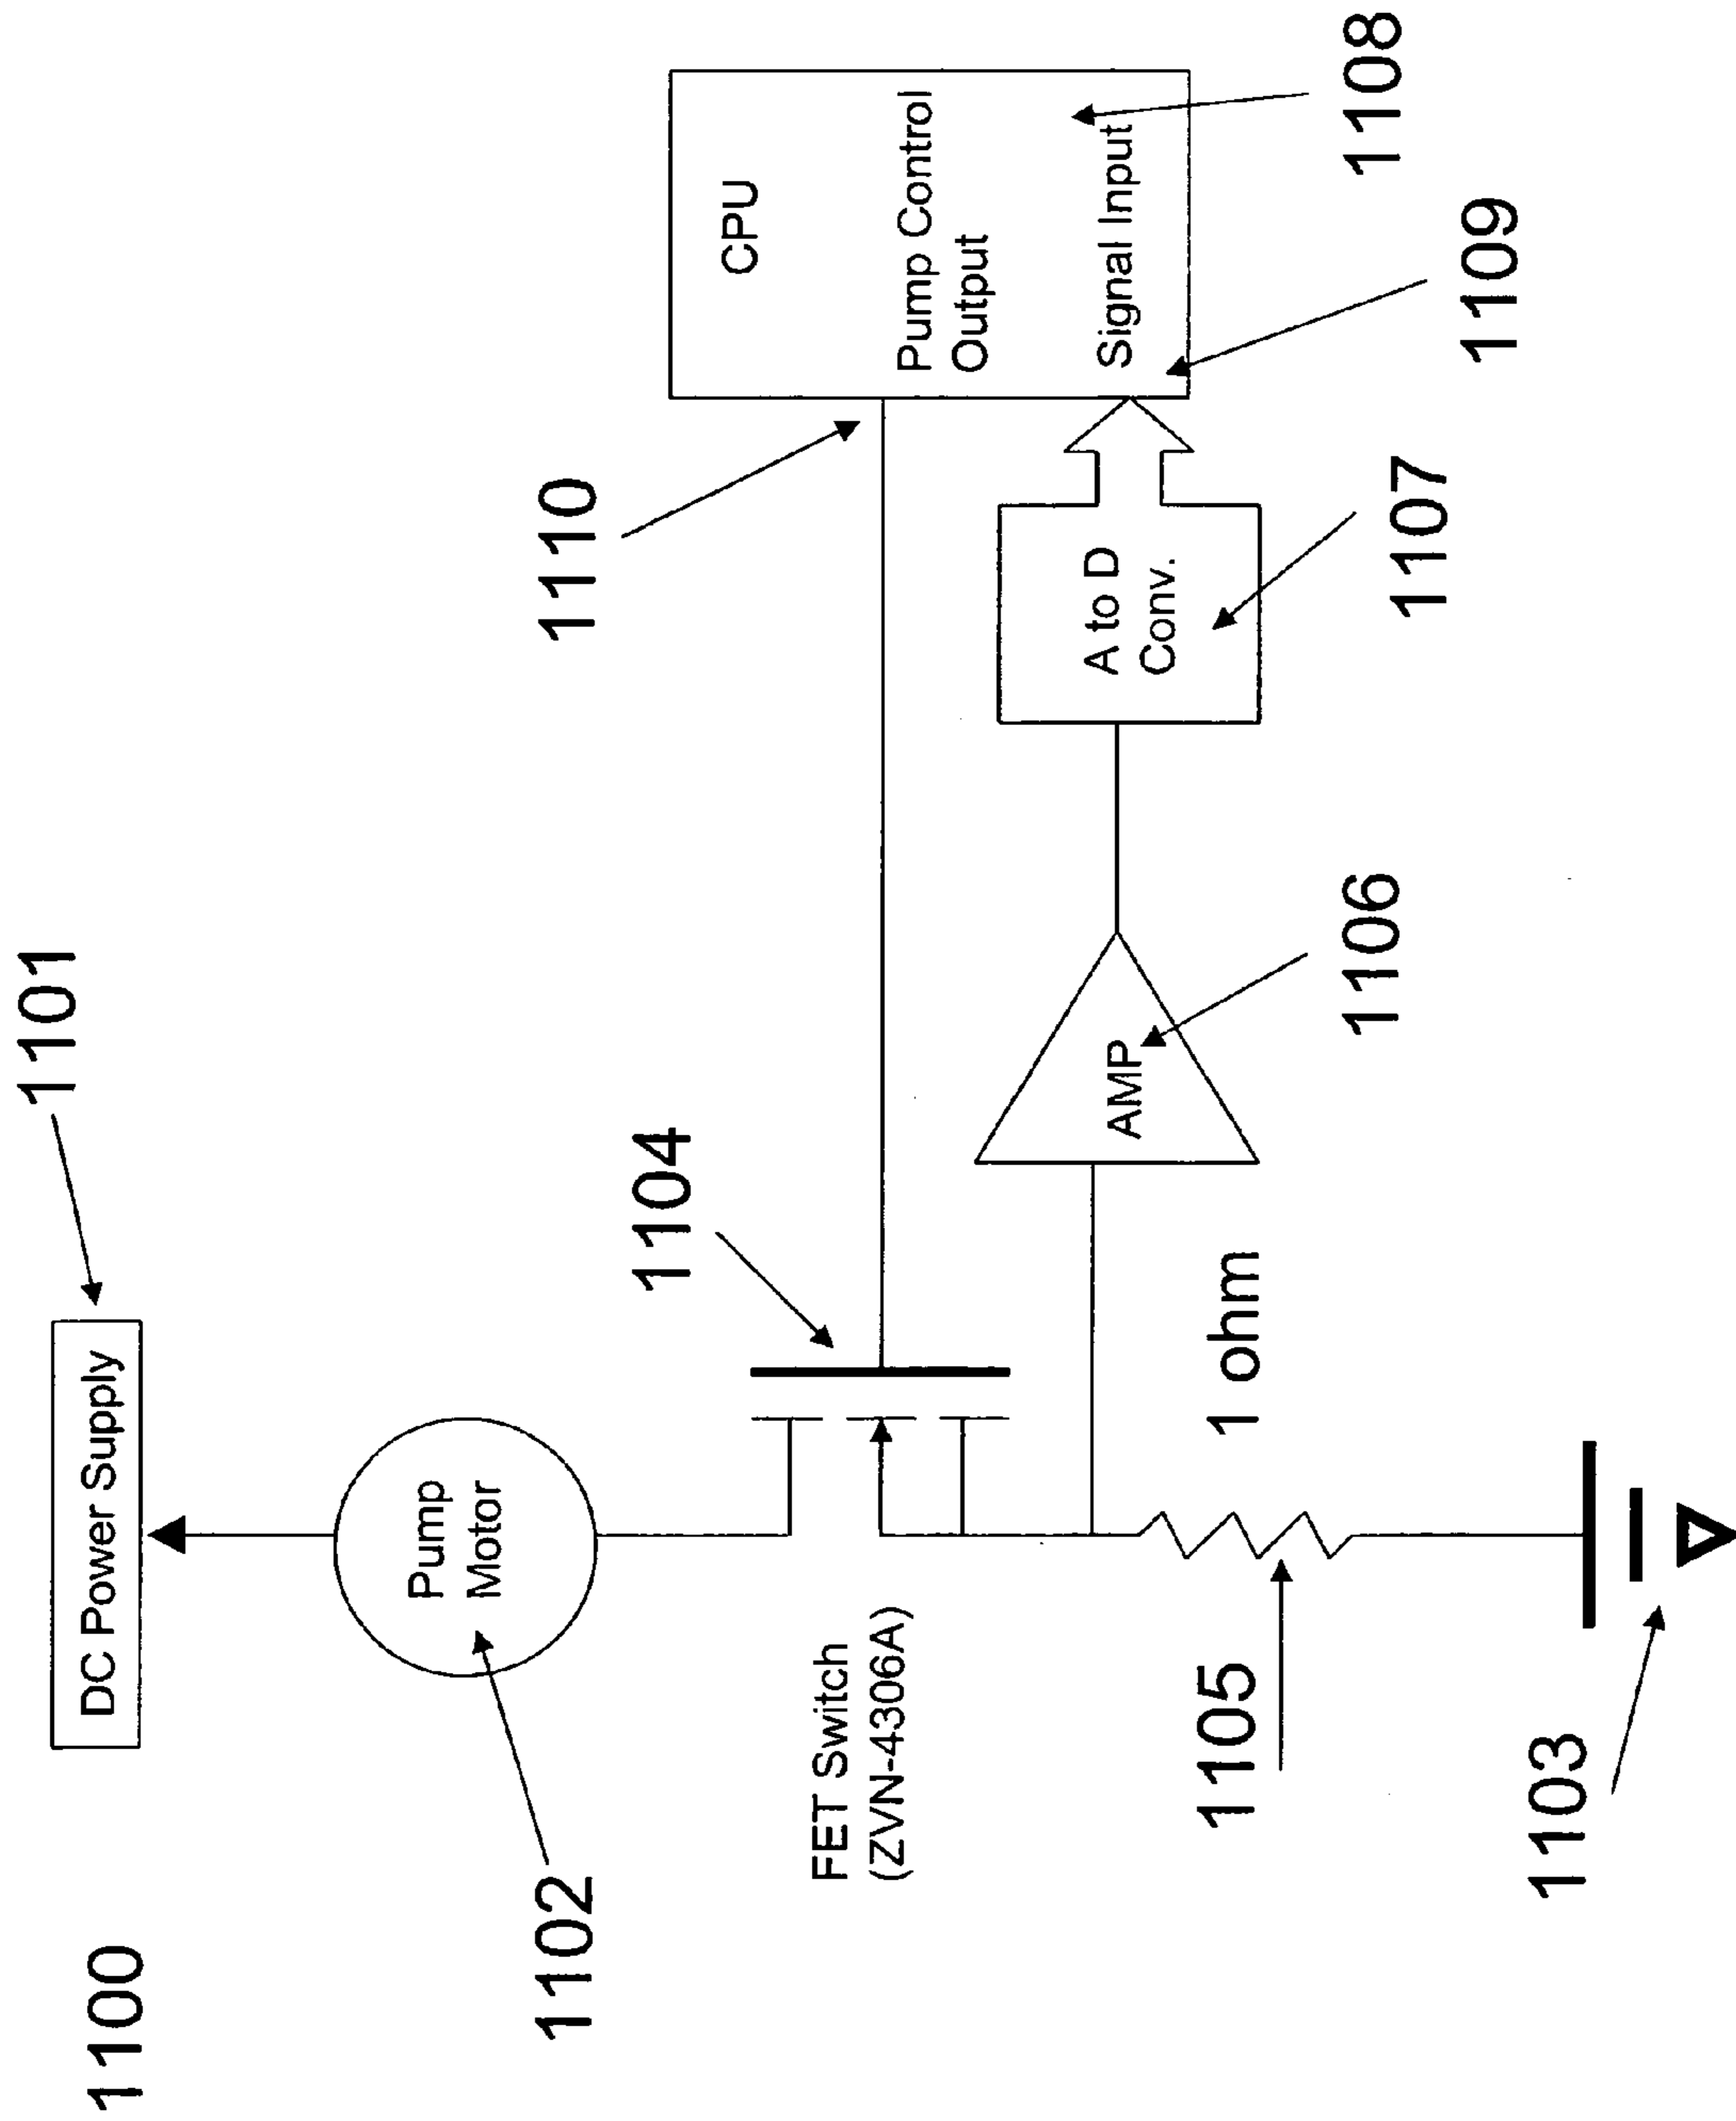 1100
1101
DC Power Supply
Pump
Motor
1102
1104
FET Switch
(ZVN-4306A)
1110
CPU
Pump Control
Output
Signal Input
1108
1109
A to D
Conv.
1107
AMP
1106
1 ohm
1105
1103